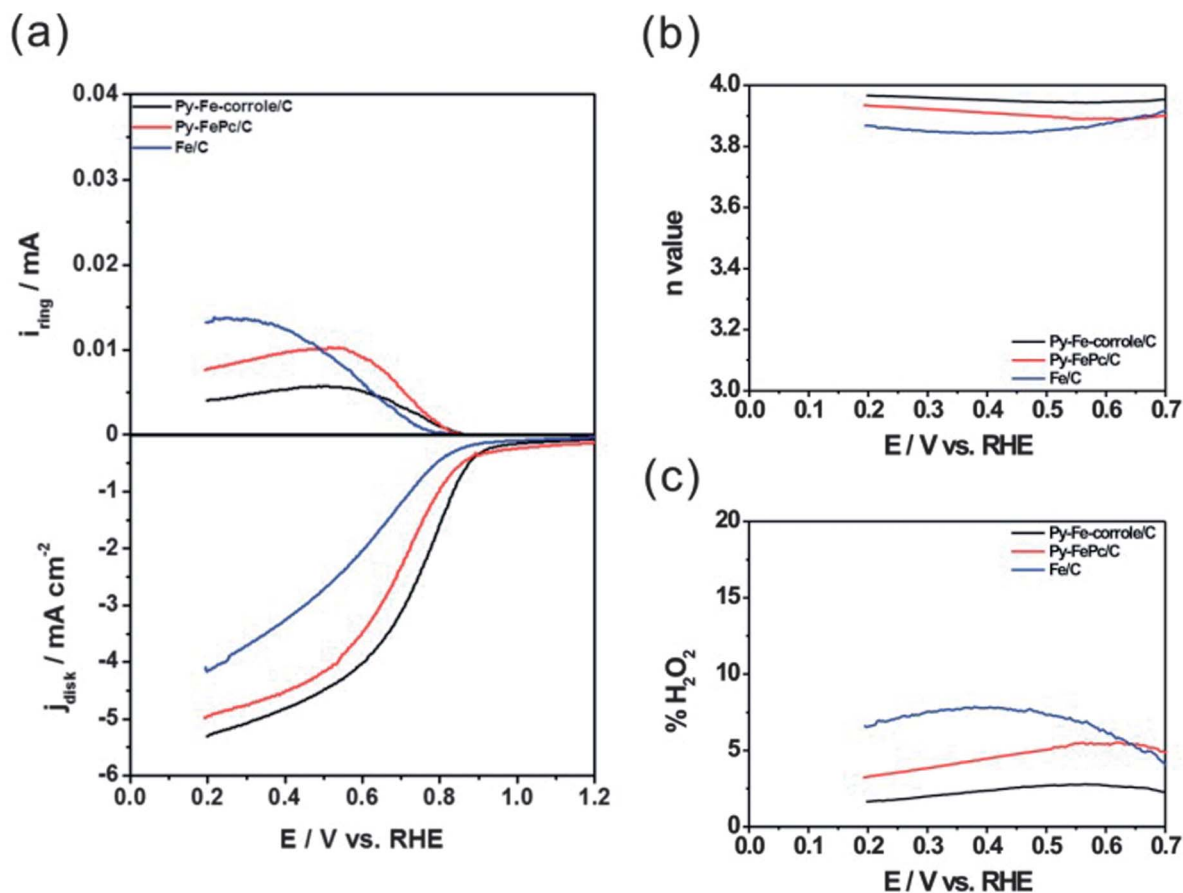 (a)
0.04
0.03
0.02
0.01
0
-1
-2
-3
-4
-5
-6
i_ring / mA
j_disk / mA cm⁻²
Py-Fe-corrole/C
Py-FePc/C
Fe/C
0.0 0.2 0.4 0.6 0.8 1.0 1.2
E / V vs. RHE
(b)
4.0
3.8
3.6
3.4
3.2
3.0
n value
Py-Fe-corrole/C
Py-FePc/C
Fe/C
0.0 0.1 0.2 0.3 0.4 0.5 0.6 0.7
E / V vs. RHE
(c)
20
15
10
5
0
% H₂O₂
Py-Fe-corrole/C
Py-FePc/C
Fe/C
0.0 0.1 0.2 0.3 0.4 0.5 0.6 0.7
E / V vs. RHE